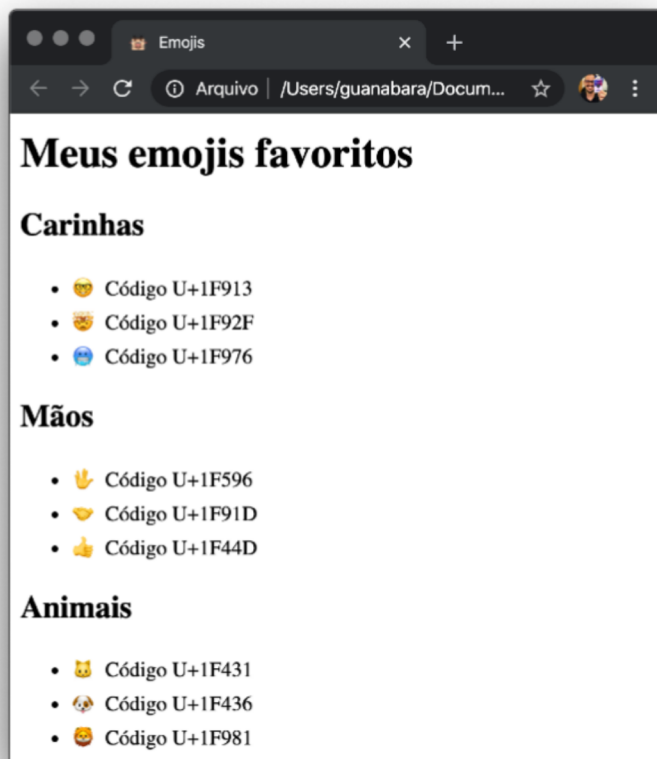 Emojis
Arquivo | /Users/guanabara/Docum...
Meus emojis favoritos
Carinhas
• 🤓 Código U+1F913
• 🤯 Código U+1F92F
• 🥶 Código U+1F976
Mãos
• 🖖 Código U+1F596
• 🤝 Código U+1F91D
• 👍 Código U+1F44D
Animais
• 🐱 Código U+1F431
• 🐶 Código U+1F436
• 🦁 Código U+1F981